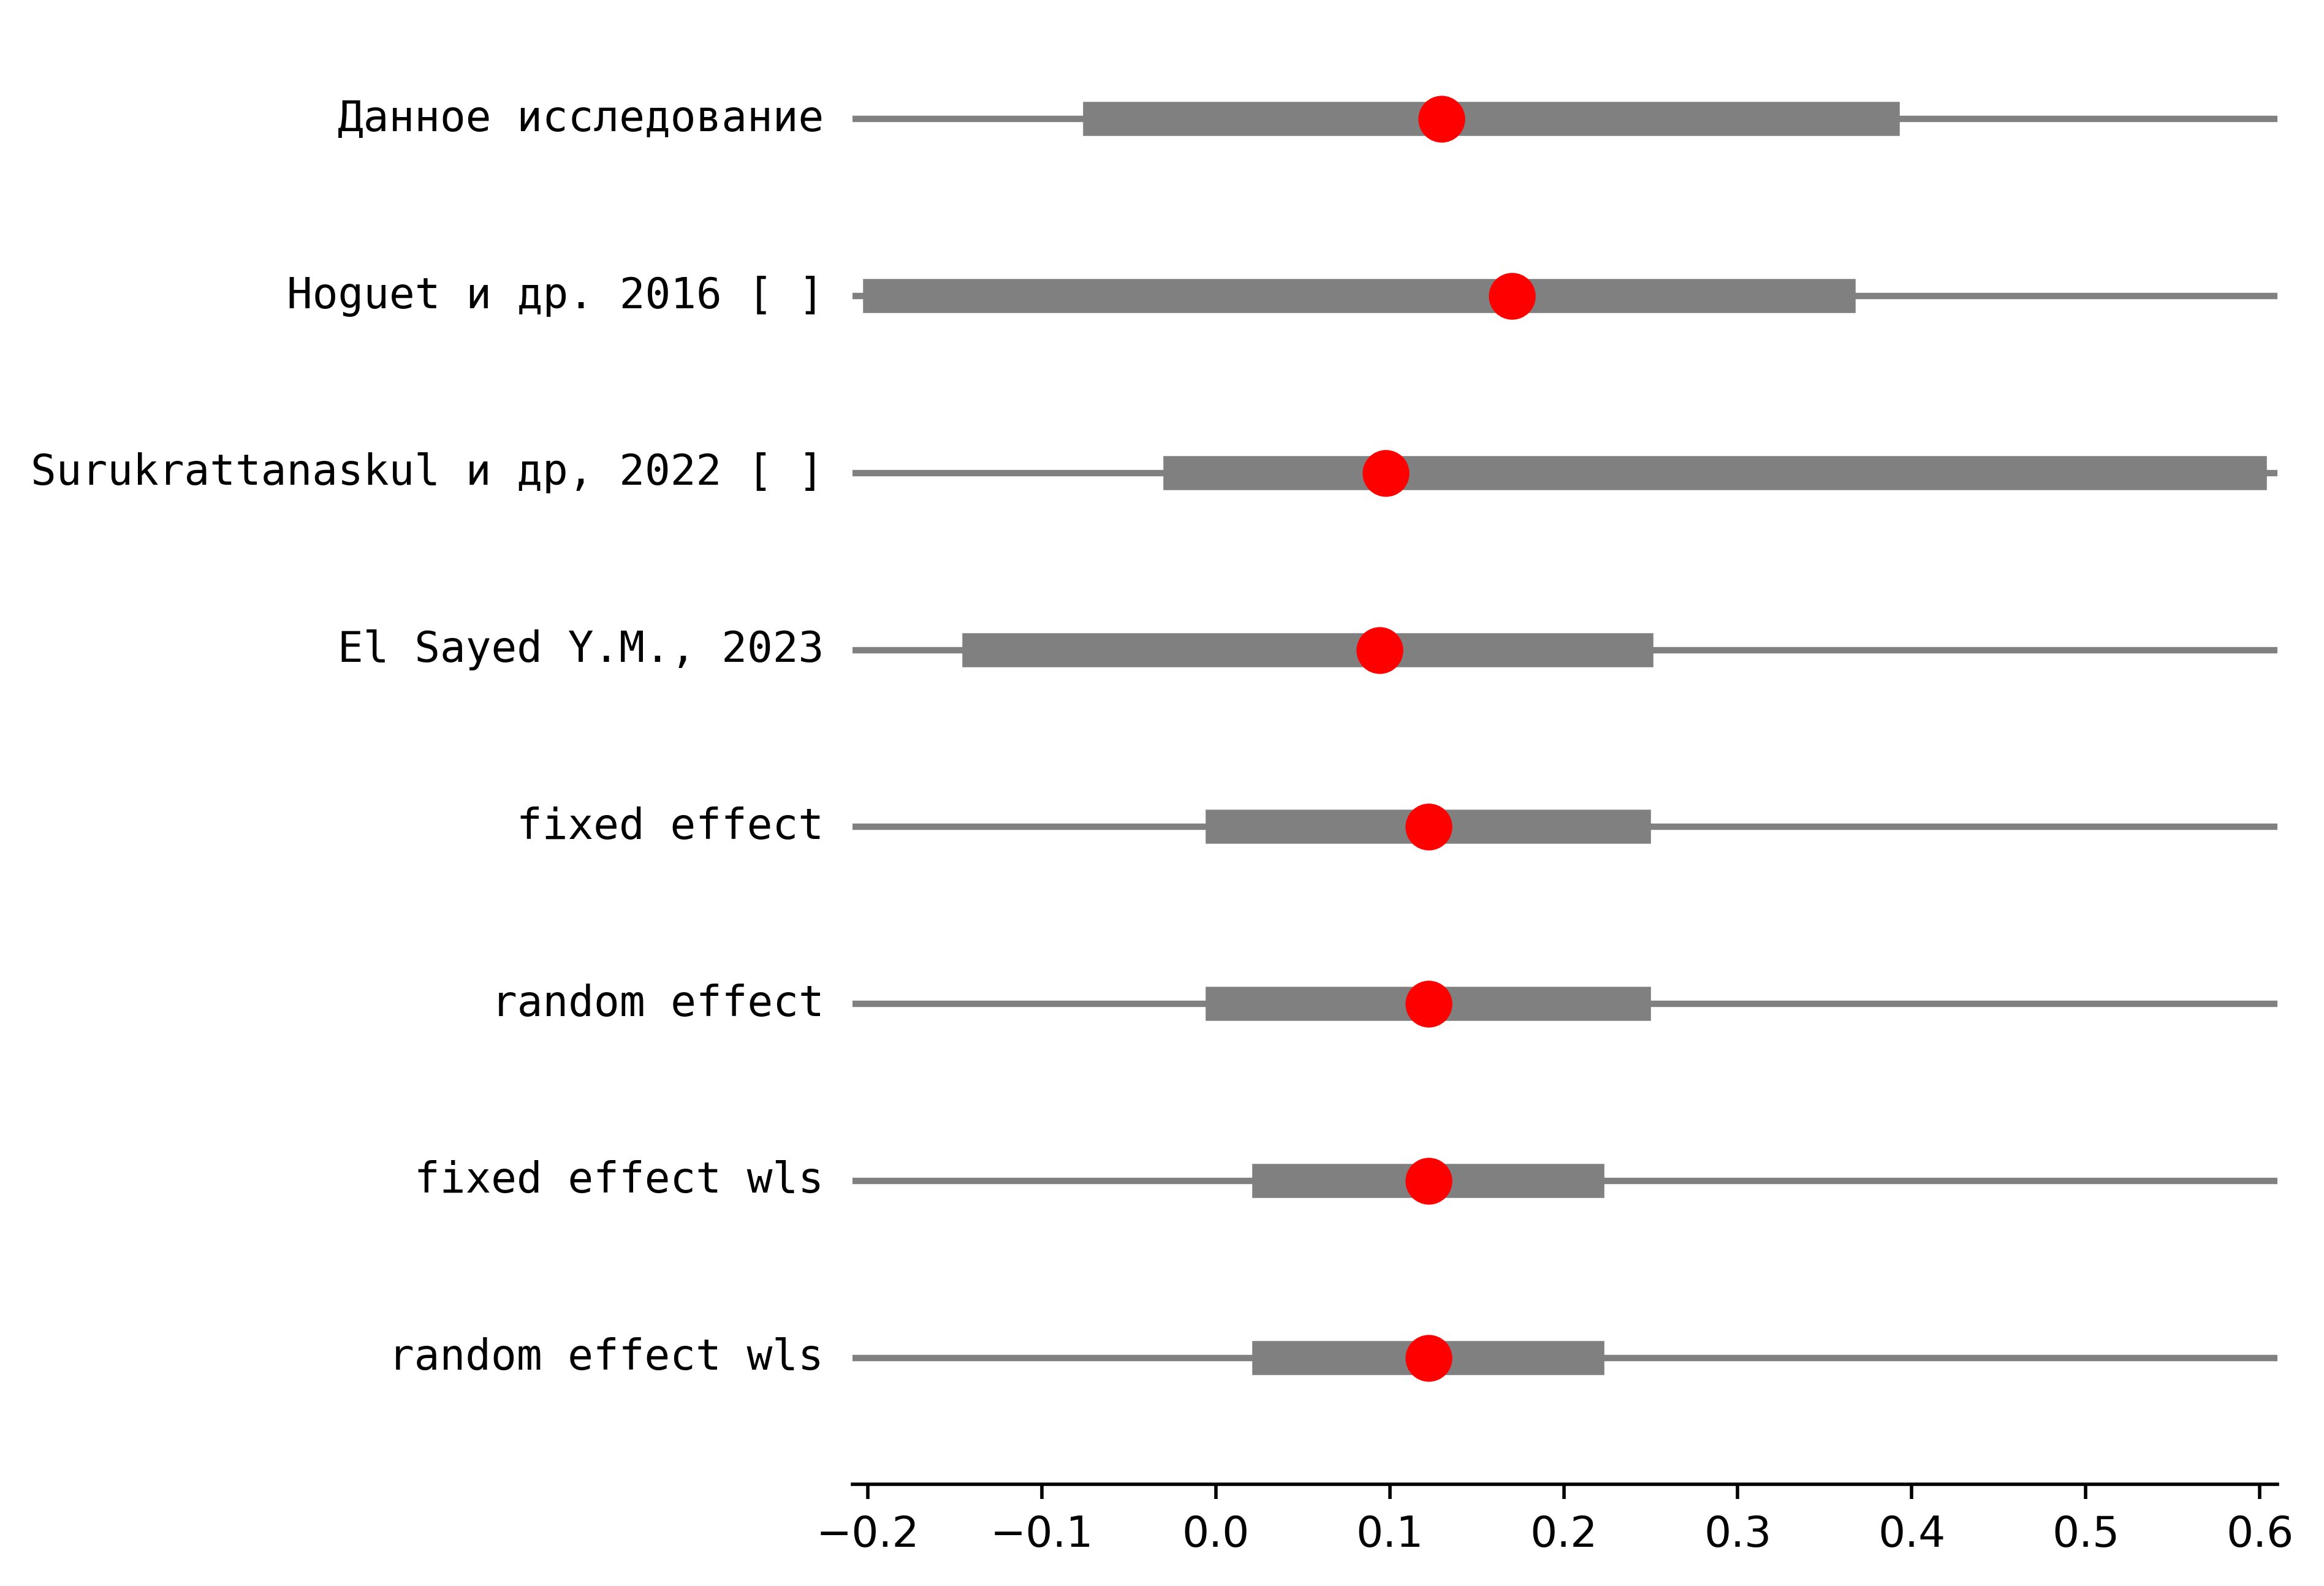 Данное исследование
Hoguet и др. 2016 [ ]
Surukrattanaskul и др, 2022 [ ]
El Sayed Y.M., 2023
fixed effect
random effect
fixed effect wls
random effect wls
−0.2 −0.1 0.0 0.1 0.2 0.3 0.4 0.5 0.6